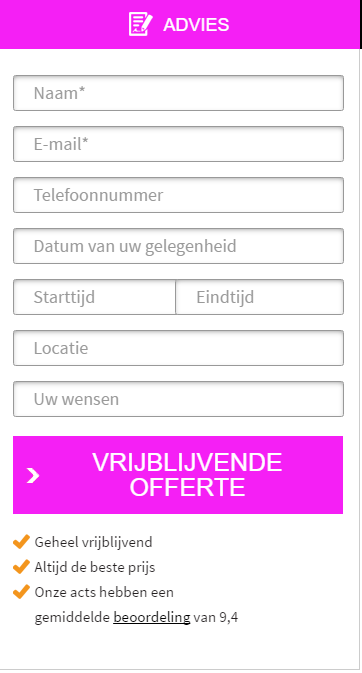 ADVIES
Naam*
E-mail*
Telefoonnummer
Datum van uw gelegenheid
Starttijd Eindtijd
Locatie
Uw wensen
VRIJBLIJVENDE
OFFERTE
Geheel vrijblijvend
Altijd de beste prijs
Onze acts hebben een
gemiddelde beoordeling van 9,4